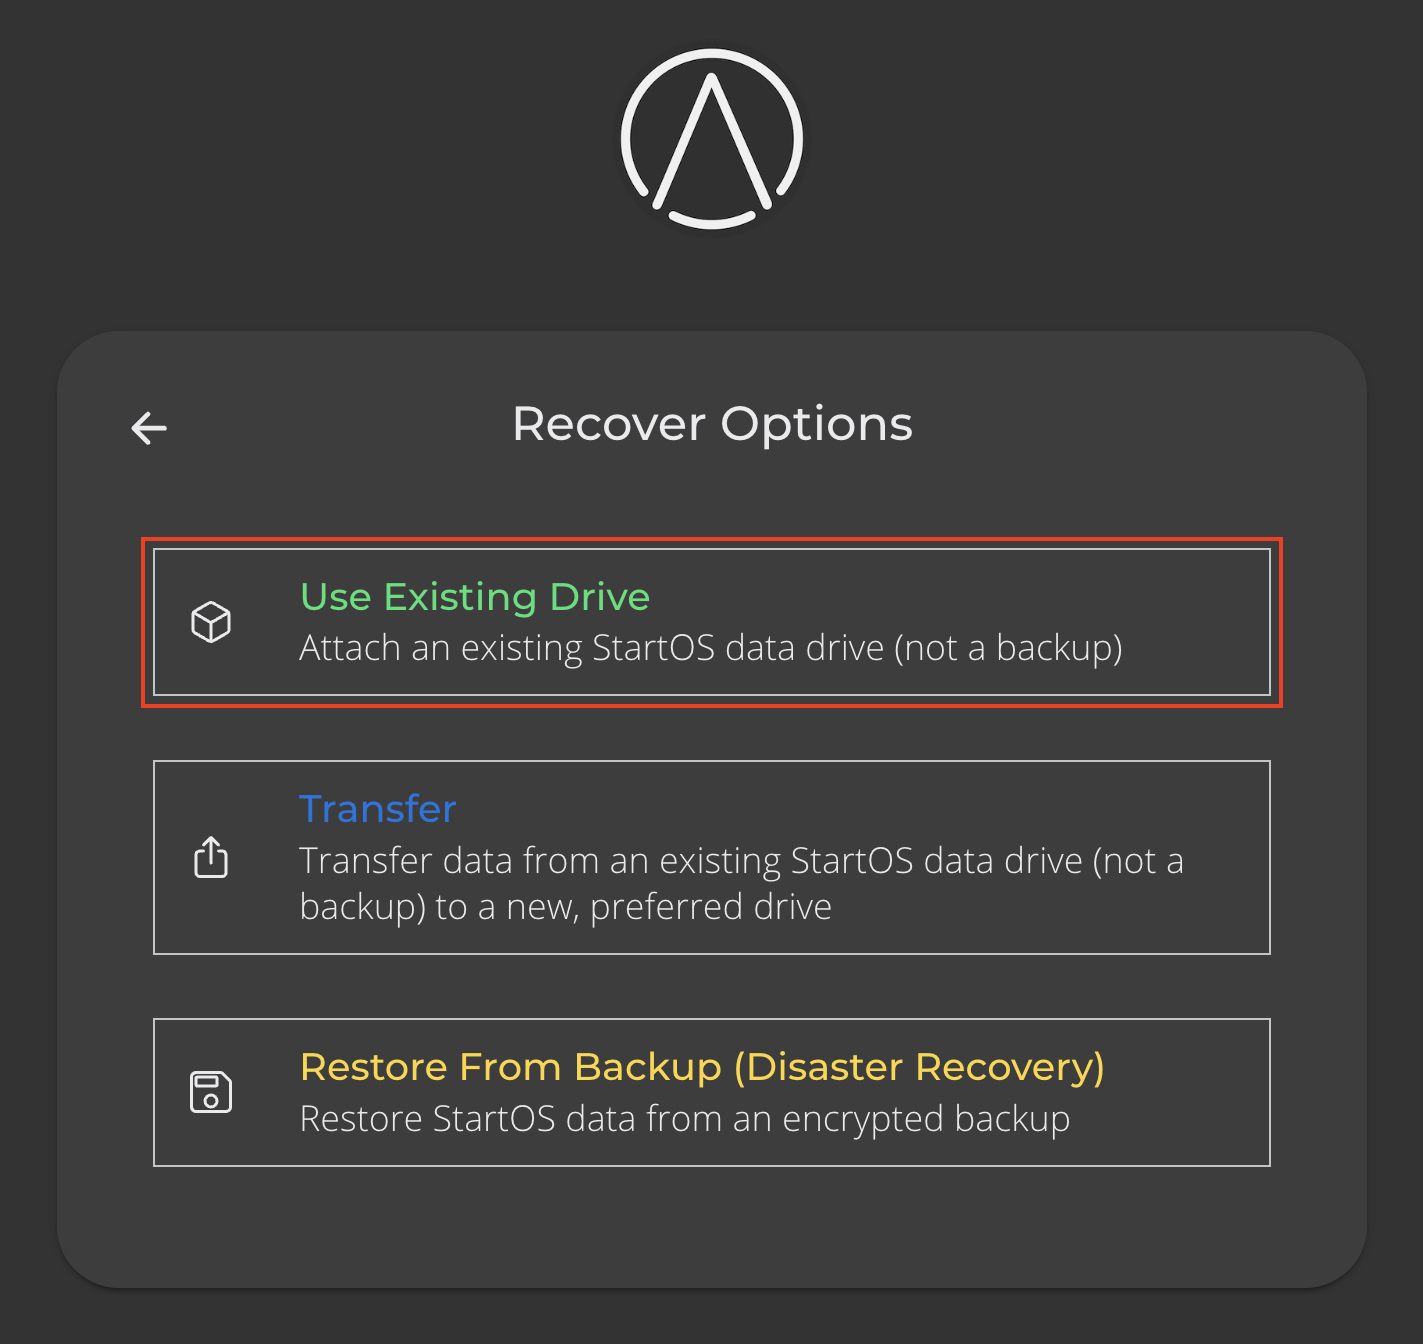 Recover Options
Use Existing Drive
Attach an existing StartOS data drive (not a backup)
Transfer
Transfer data from an existing StartOS data drive (not a
backup) to a new, preferred drive
Restore From Backup (Disaster Recovery)
Restore StartOS data from an encrypted backup